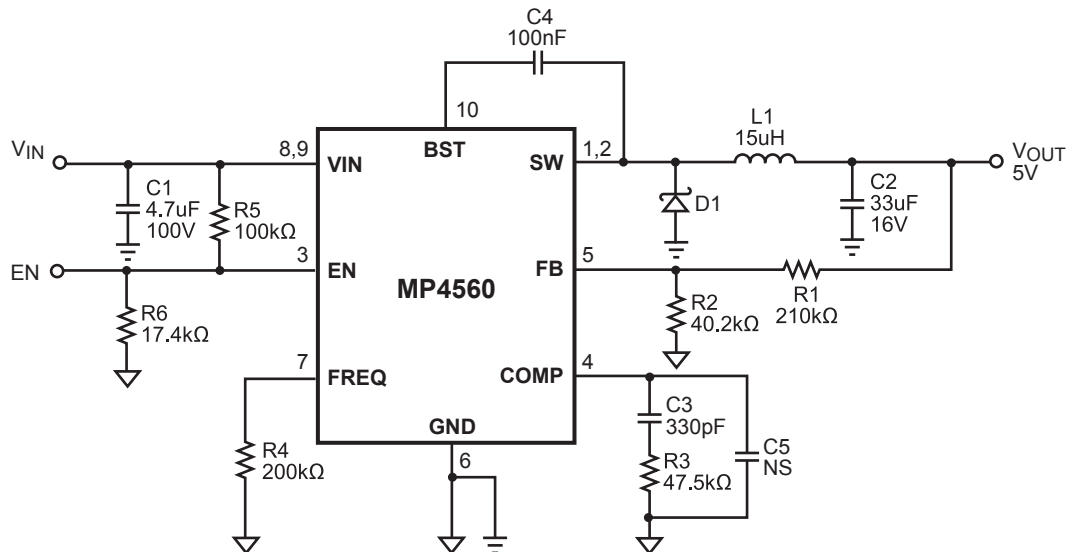 C4
100nF
10
L1
15uH
VIN
8,9
VIN
BST
SW
1,2
VOUT
5V
C1
4.7uF
100V
R5
100kΩ
D1
C2
33uF
16V
EN
3
EN
MP4560
FB
5
R1
210kΩ
R6
17.4kΩ
R2
40.2kΩ
7
FREQ
COMP
4
GND
6
C3
330pF
R4
200kΩ
R3
47.5kΩ
C5
NS